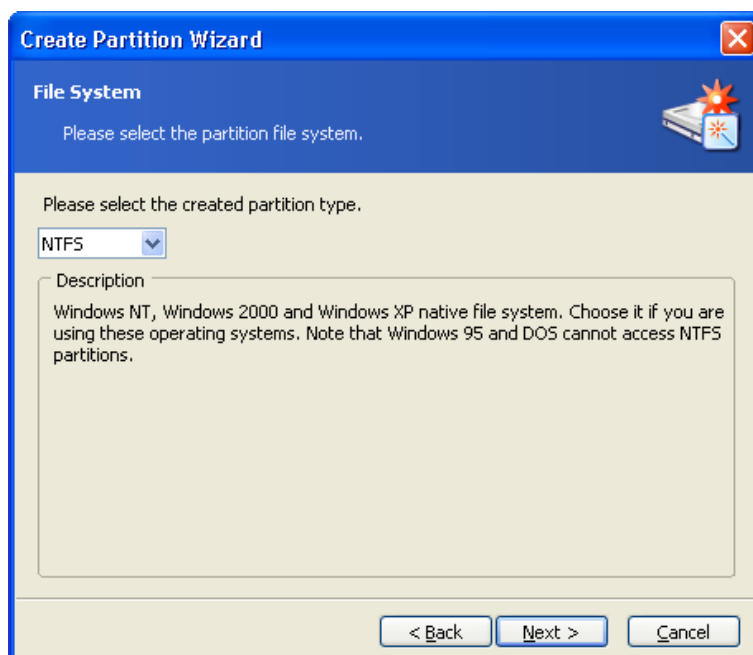 Create Partition Wizard
File System
Please select the partition file system.
Please select the created partition type.
NTFS
Description
Windows NT, Windows 2000 and Windows XP native file system. Choose it if you are
using these operating systems. Note that Windows 95 and DOS cannot access NTFS
partitions.
< Back
Next >
Cancel